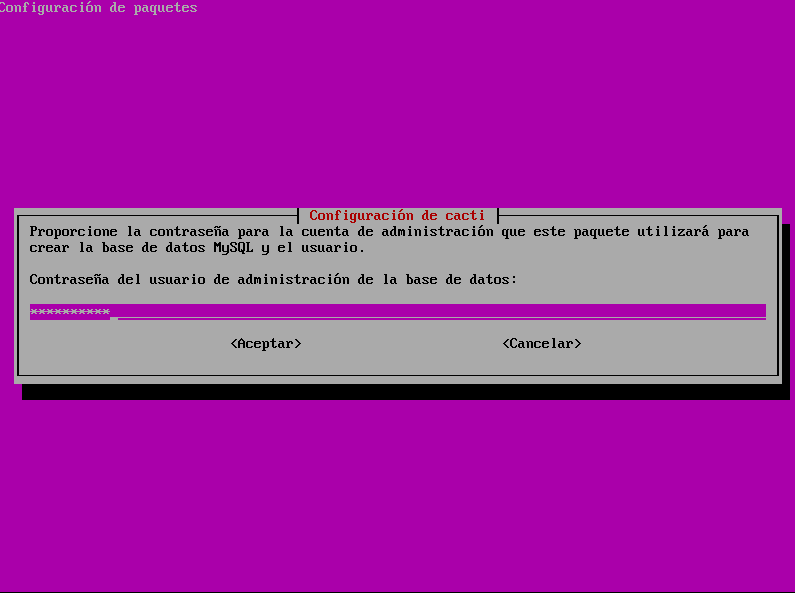 Configuración de paquetes
Configuración de cacti
Proporcione la contraseña para la cuenta de administración que este paquete utilizará para
crear la base de datos MySQL y el usuario.
Contraseña del usuario de administración de la base de datos:
**********
<Aceptar> <Cancelar>